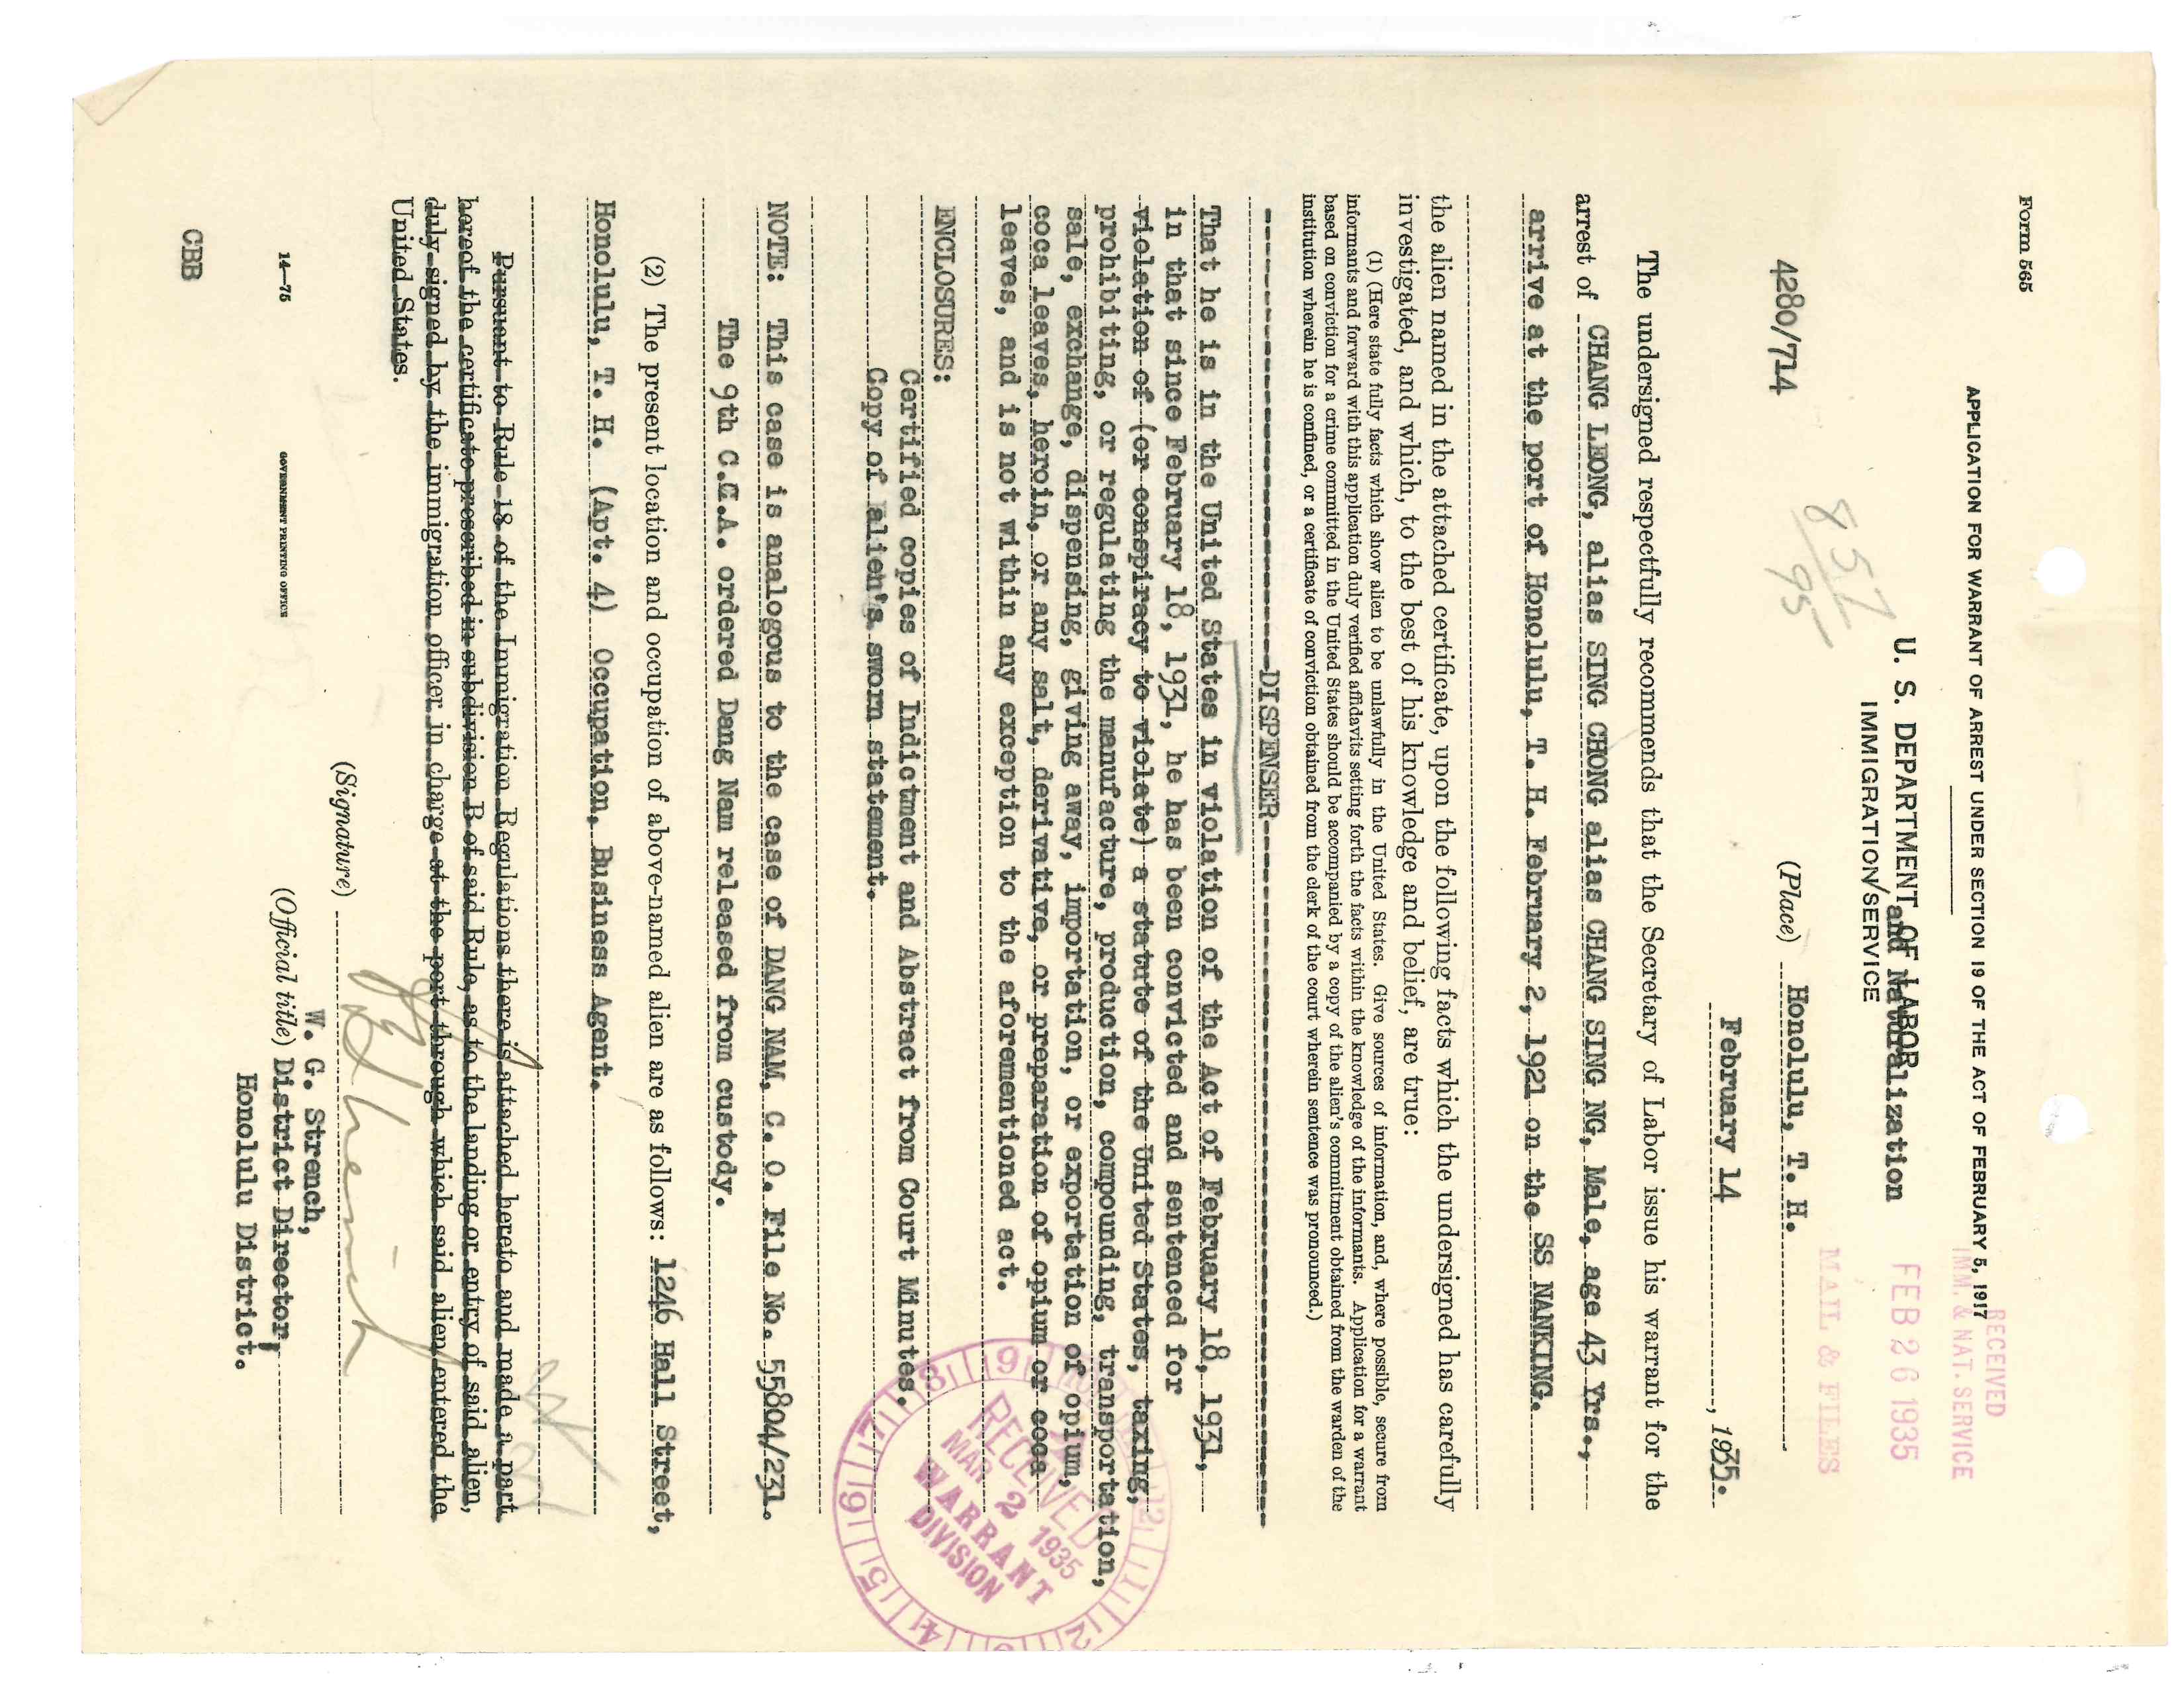 Form 565
APPLICATION FOR WARRANT OF ARREST UNDER SECTION 19 OF THE ACT OF FEBRUARY 5, 1917
RECEIVED
IMM. & NAT. SERVICE
FEB 26 1935
MAIL & FILES
U. S. DEPARTMENT OF LABOR
and Naturalization
IMMIGRATION/SERVICE
857
95
4280/714
(Place) Honolulu, T. H.
February 14, 1935.
The undersigned respectfully recommends that the Secretary of Labor issue his warrant for the
arrest of CHANG LEONG, alias SING CHONG alias CHANG SING NG, Male, age 43 Yrs.,
arrive at the port of Honolulu, T. H. February 2, 1921 on the SS NANKING.
the alien named in the attached certificate, upon the following facts which the undersigned has carefully
investigated, and which, to the best of his knowledge and belief, are true:
(1) (Here state fully facts which show alien to be unlawfully in the United States. Give sources of information, and, where possible, secure from
informants and forward with this application duly verified affidavits setting forth the facts within the knowledge of the informants. Application for a warrant
based on conviction for a crime committed in the United States should be accompanied by a copy of the alien's commitment obtained from the warden of the
institution wherein he is confined, or a certificate of conviction obtained from the clerk of the court wherein sentence was pronounced.)
DISPENSER
That he is in the United States in violation of the Act of February 18, 1931,
in that since February 18, 1931, he has been convicted and sentenced for
violation of (or conspiracy to violate) a statute of the United States, taxing,
prohibiting, or regulating the manufacture, production, compounding, transportation,
sale, exchange, dispensing, giving away, importation, or exportation of opium,
coca leaves, heroin, or any salt, derivative, or preparation of opium or coca
leaves, and is not within any exception to the aforementioned act.
RECEIVED
MAR 2 1935
WARRANT
DIVISION
ENCLOSURES:
Certified copies of Indictment and Abstract from Court Minutes.
Copy of alien's sworn statement.
NOTE: This case is analogous to the case of DANG NAM, C. O. File No. 55804/231.
The 9th C.C.A. ordered Dang Nam released from custody.
(2) The present location and occupation of above-named alien are as follows: 1246 Hall Street,
Honolulu, T. H. (Apt. 4) Occupation, Business Agent.
Pursuant to Rule 18 of the Immigration Regulations there is attached hereto and made a part
hereof the certificate prescribed in subdivision B of said Rule, as to the landing or entry of said alien,
duly signed by the immigration officer in charge at the port through which said alien entered the
United States.
(Signature) W G Strench
W. G. Strench,
(Official title) District Director,
Honolulu District.
14—75
GOVERNMENT PRINTING OFFICE
CBB